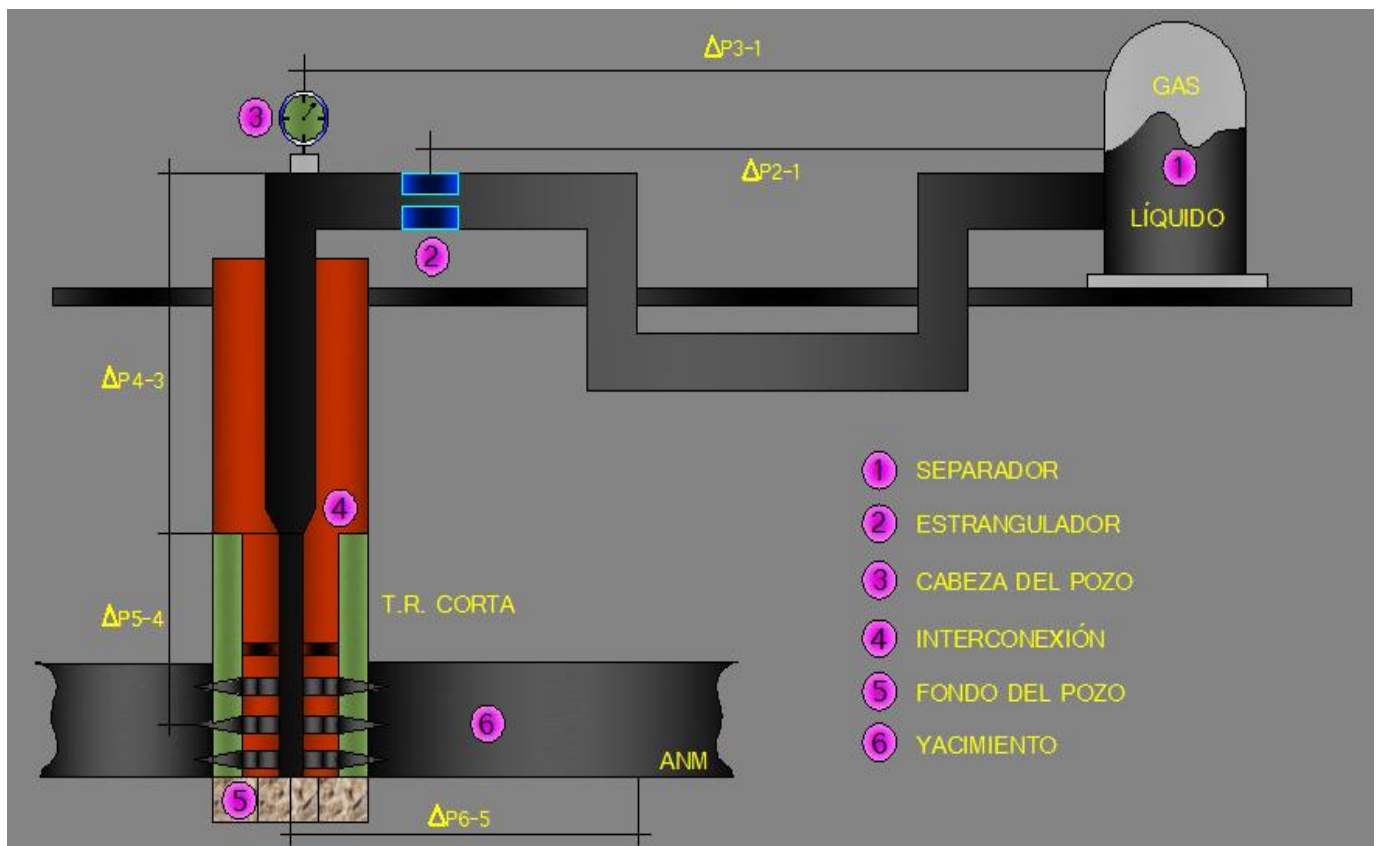 ΔP3-1
GAS
3
ΔP2-1
1
LÍQUIDO
2
ΔP4-3
4
1 SEPARADOR
2 ESTRANGULADOR
3 CABEZA DEL POZO
4 INTERCONEXIÓN
5 FONDO DEL POZO
6 YACIMIENTO
T.R. CORTA
ΔP5-4
6
ANM
5
ΔP6-5